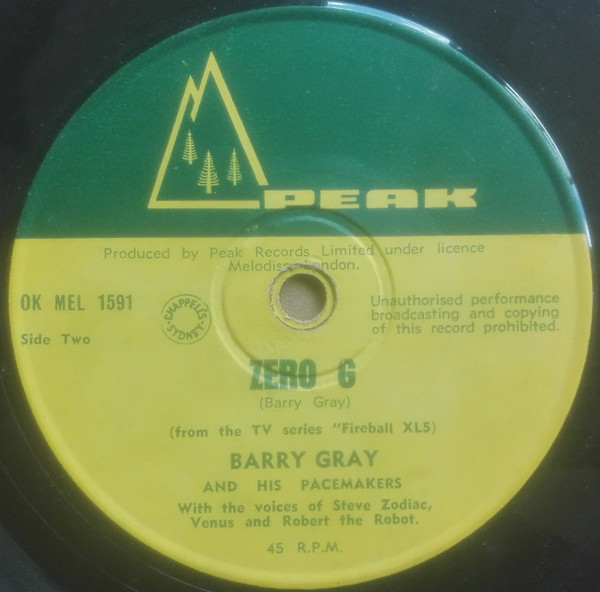 PEAK
Produced by Peak Records Limited under licence
Melodisc London.
OK MEL 1591
CHAPPELL'S SYDNEY
Unauthorised performance
broadcasting and copying
of this record prohibited.
Side Two
ZERO G
(Barry Gray)
(from the TV series "Fireball XL5)
BARRY GRAY
AND HIS PACEMAKERS
With the voices of Steve Zodiac,
Venus and Robert the Robot.
45 R.P.M.